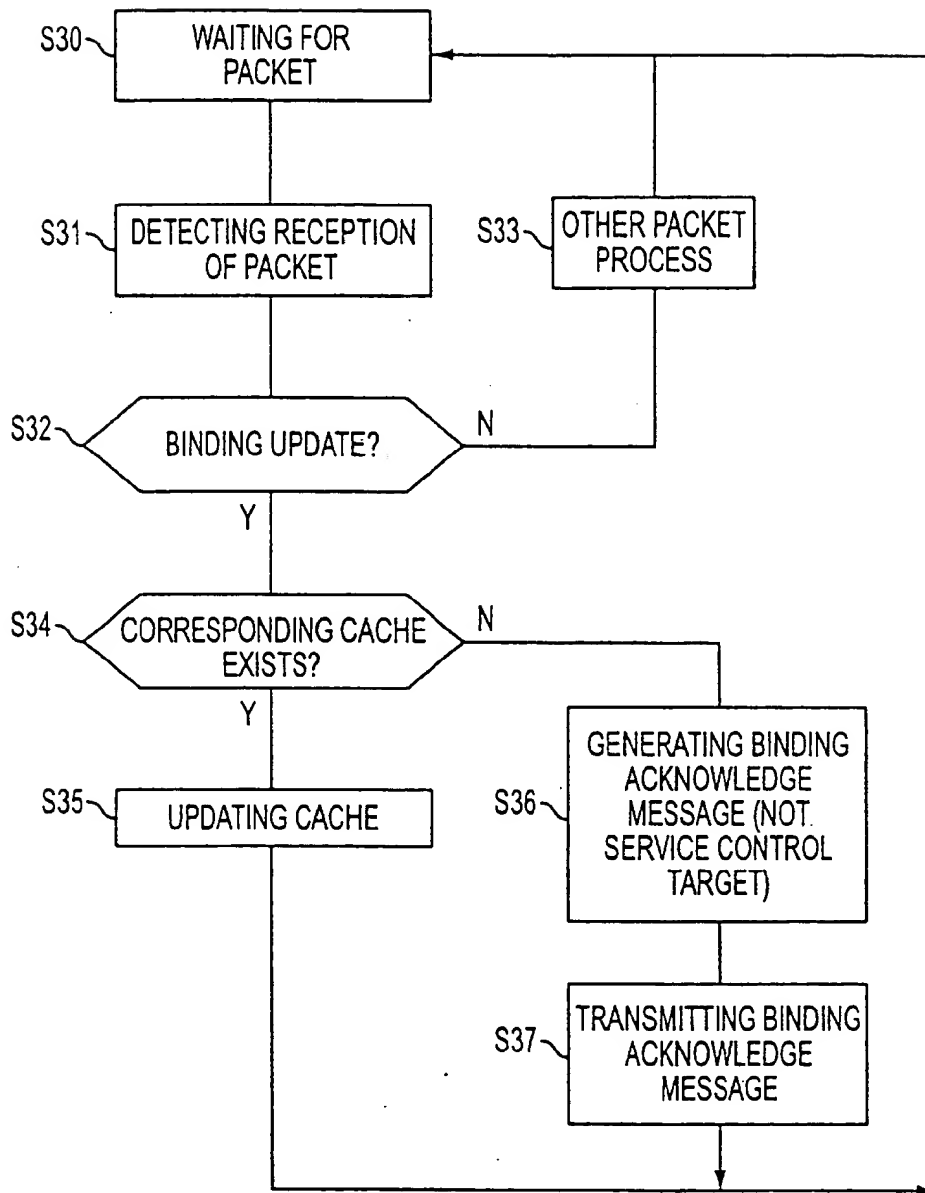 S30
WAITING FOR
PACKET
S31
DETECTING RECEPTION
OF PACKET
S33
OTHER PACKET
PROCESS
S32
BINDING UPDATE?
N
Y
S34
CORRESPONDING CACHE
EXISTS?
N
Y
S35
UPDATING CACHE
S36
GENERATING BINDING
ACKNOWLEDGE
MESSAGE (NOT
SERVICE CONTROL
TARGET)
S37
TRANSMITTING BINDING
ACKNOWLEDGE
MESSAGE